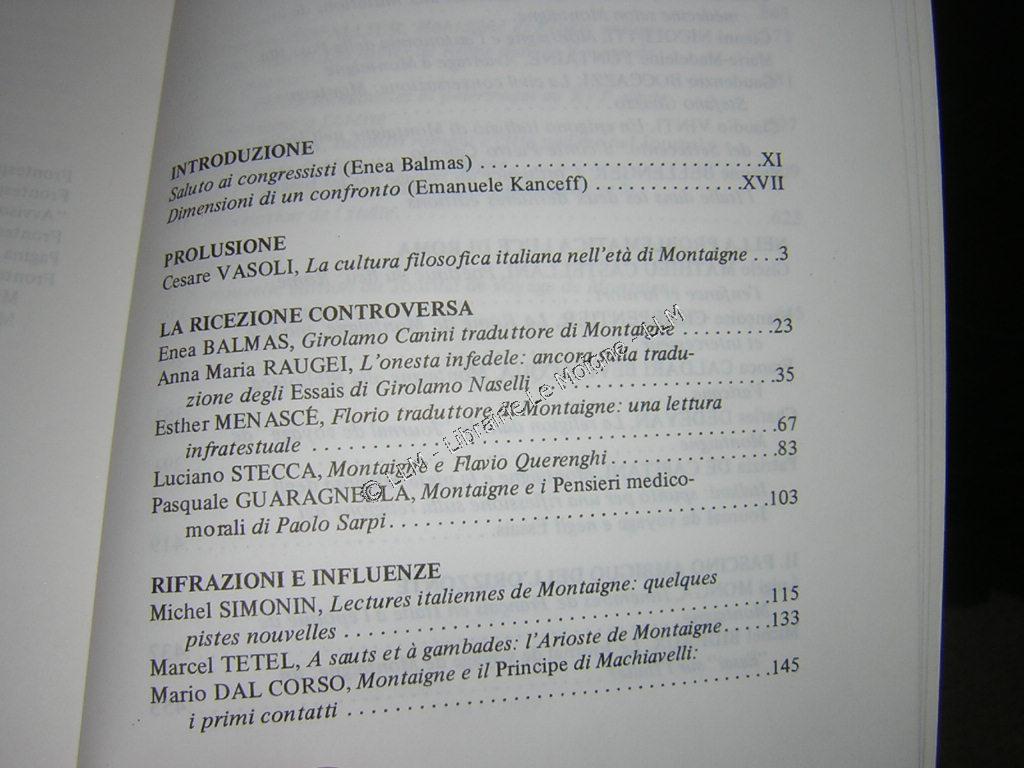 INTRODUZIONE
Saluto ai congressisti (Enea Balmas) . . . . . . . . . . . . . . . . . . . . . . . . .XI
Dimensioni di un confronto (Emanuele Kanceff) . . . . . . . . . . . . .XVII
PROLUSIONE
Cesare VASOLI, La cultura filosofica italiana nell'età di Montaigne . . .3
LA RICEZIONE CONTROVERSA
Enea BALMAS, Girolamo Canini traduttore di Montaigne . . . . . . . . .23
Anna Maria RAUGEI, L'onesta infedele: ancora sulla tradu-
zione degli Essais di Girolamo Naselli . . . . . . . . . . . . . . . . . . .35
Esther MENASCÉ, Florio traduttore di Montaigne: una lettura
infratestuale . . . . . . . . . . . . . . . . . . . . . . . . . . . . . . . . . . . .67
Luciano STECCA, Montaigne e Flavio Querenghi . . . . . . . . . . . . . .83
Pasquale GUARAGNELLA, Montaigne e i Pensieri medico-
morali di Paolo Sarpi . . . . . . . . . . . . . . . . . . . . . . . . . . . . .103
RIFRAZIONI E INFLUENZE
Michel SIMONIN, Lectures italiennes de Montaigne: quelques
pistes nouvelles . . . . . . . . . . . . . . . . . . . . . . . . . . . . . . . .115
Marcel TETEL, A sauts et à gambades: l'Arioste de Montaigne . . . . .133
Mario DAL CORSO, Montaigne e il Principe di Machiavelli:
i primi contatti . . . . . . . . . . . . . . . . . . . . . . . . . . . . . . . .145
© LLM - Librairie Le Moigne - LLM